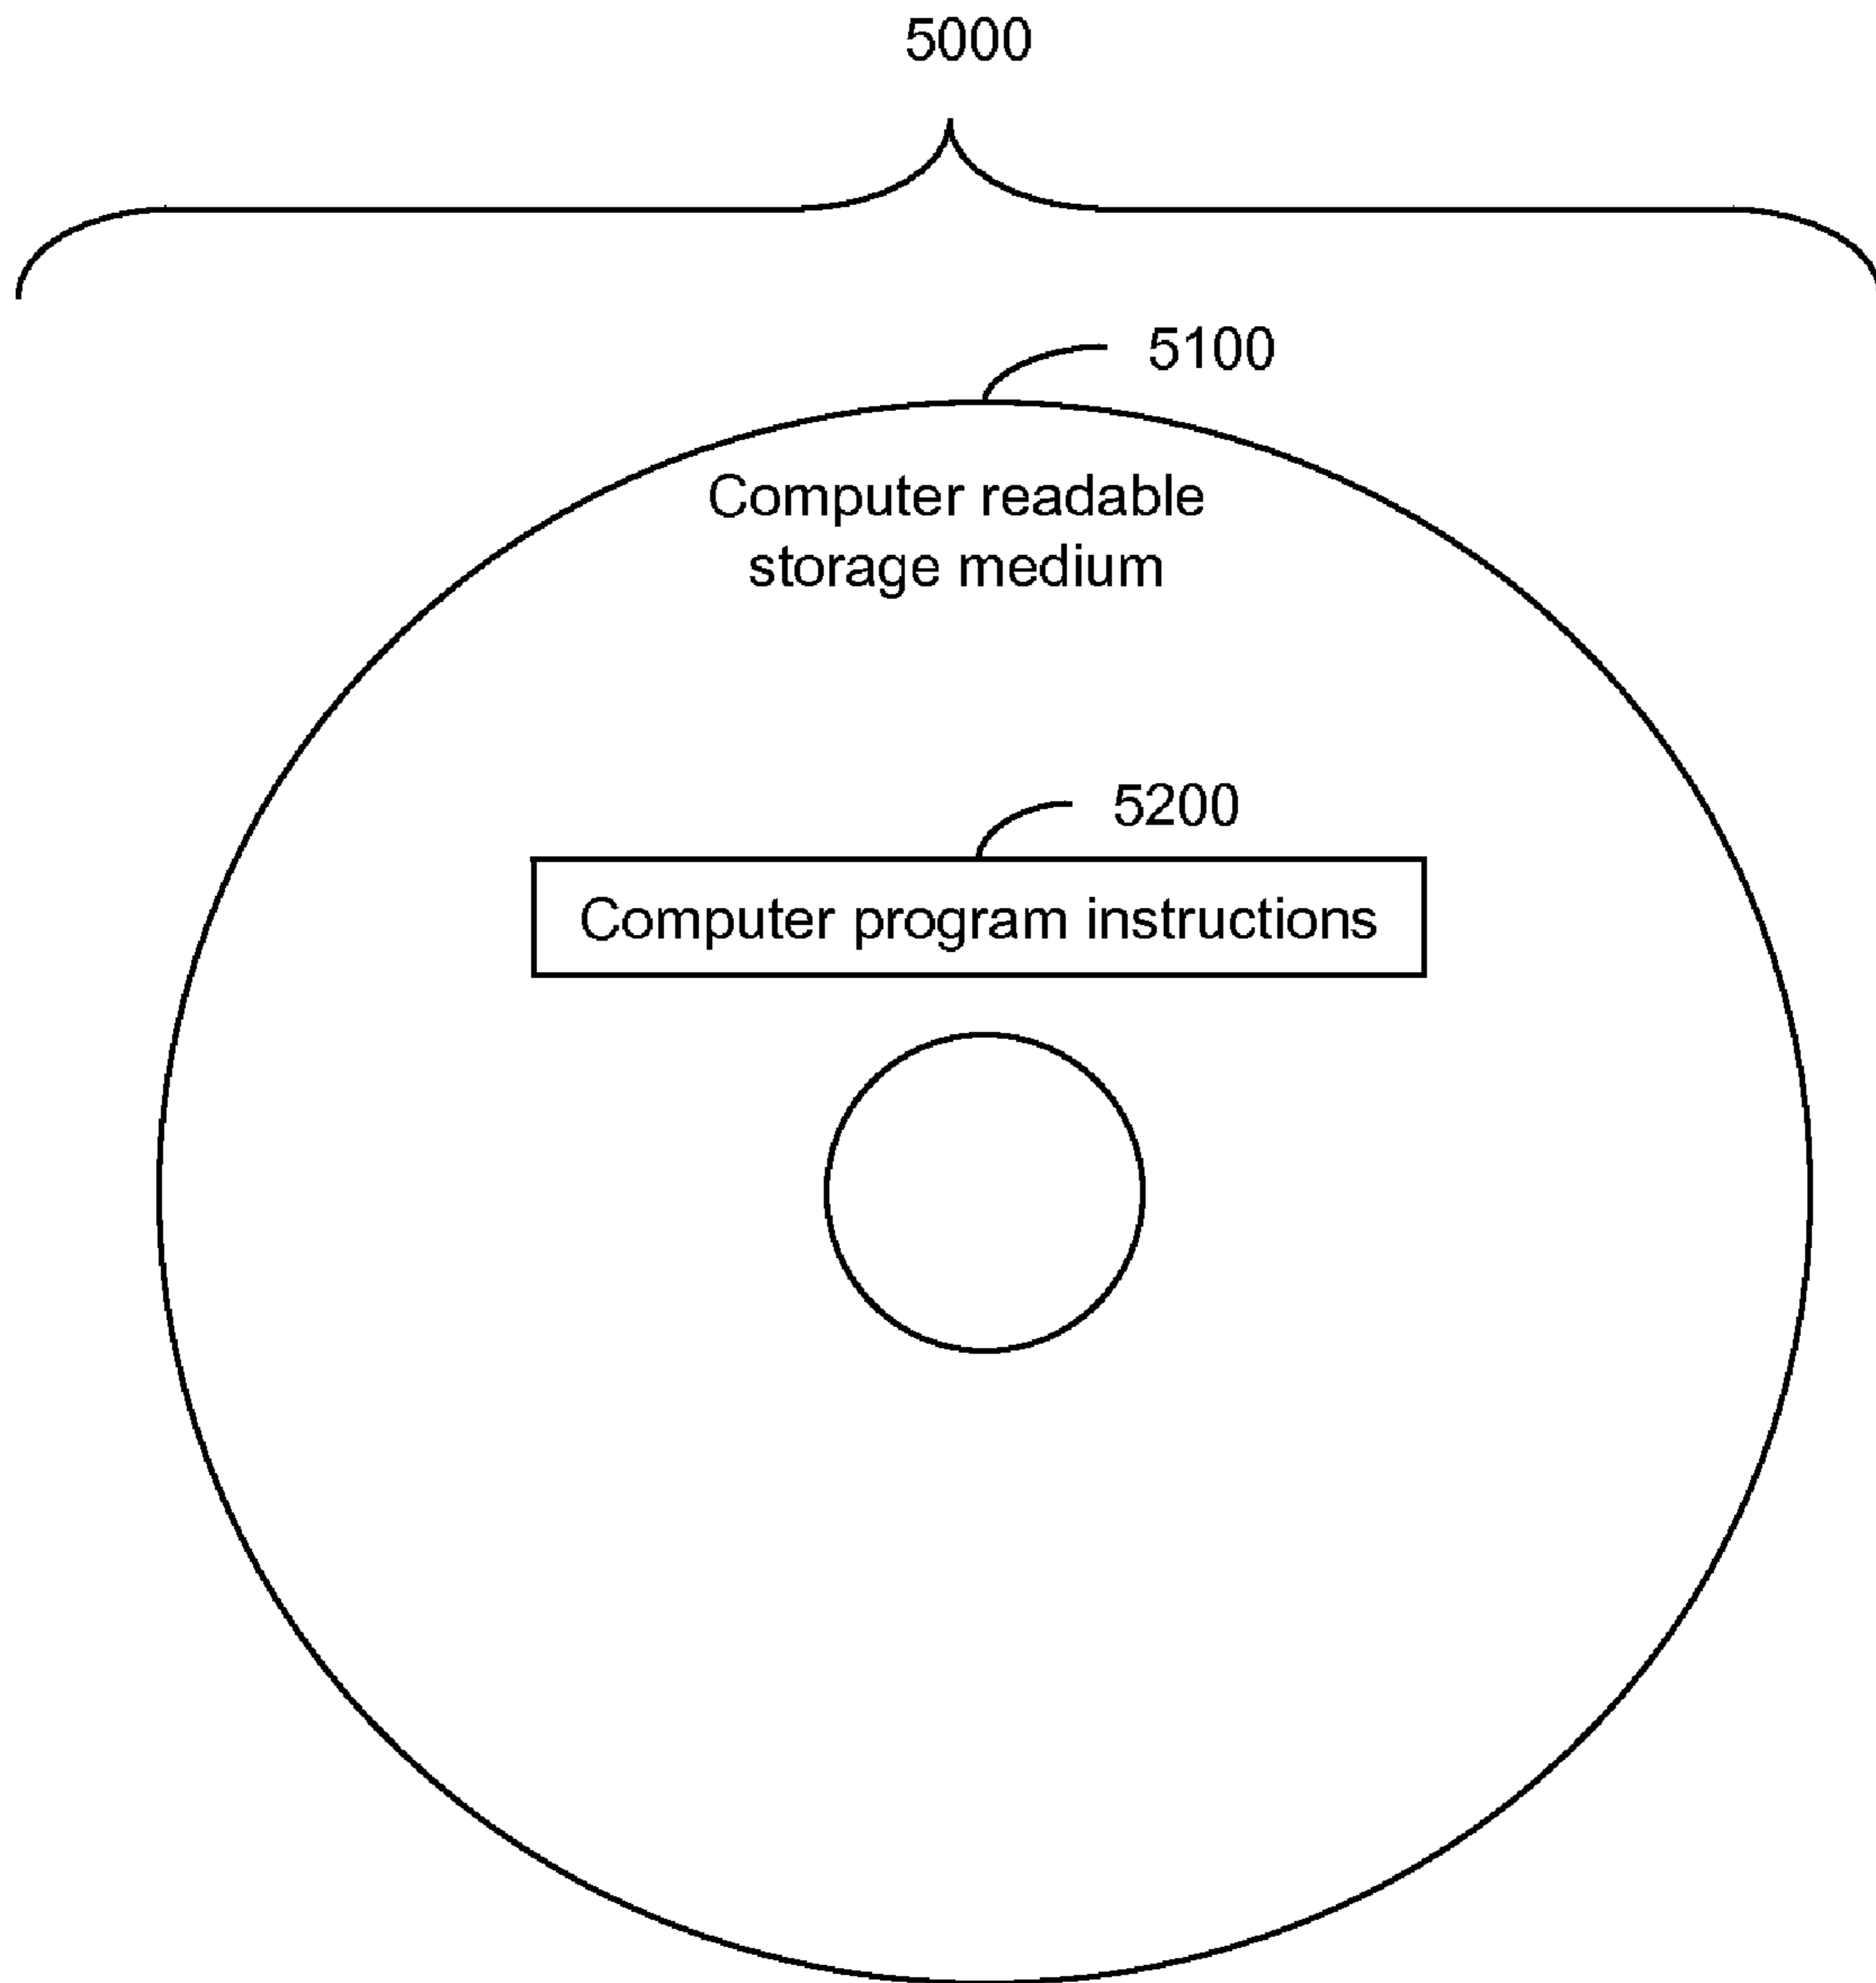 5000
5100
Computer readable
storage medium
5200
Computer program instructions